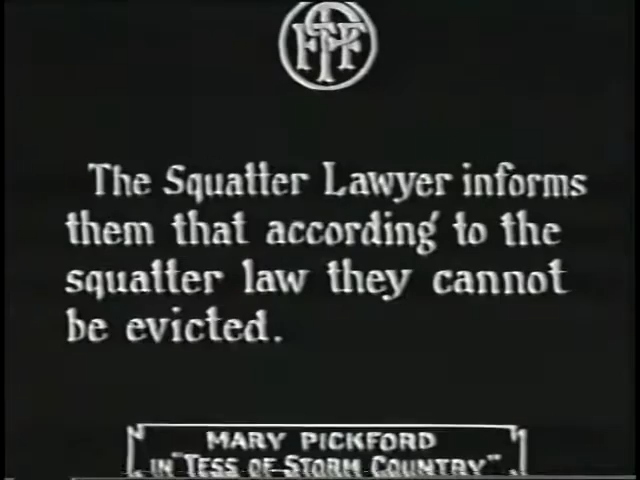 FPF
The Squatter Lawyer informs
them that according to the
squatter law they cannot
be evicted.
MARY PICKFORD
IN "TESS OF STORM COUNTRY"